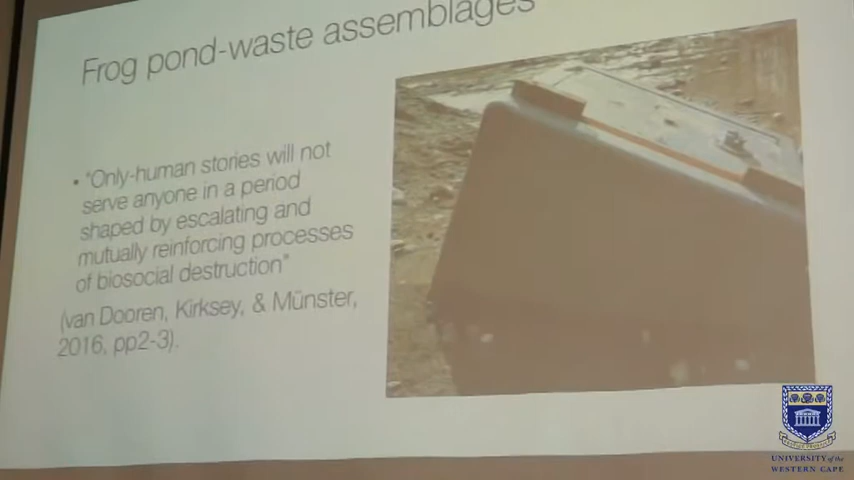 Frog pond-waste assemblages
• "Only-human stories will not
serve anyone in a period
shaped by escalating and
mutually reinforcing processes
of biosocial destruction"
(van Dooren, Kirksey, & Münster,
2016, pp2-3).
UNIVERSITY of the
WESTERN CAPE